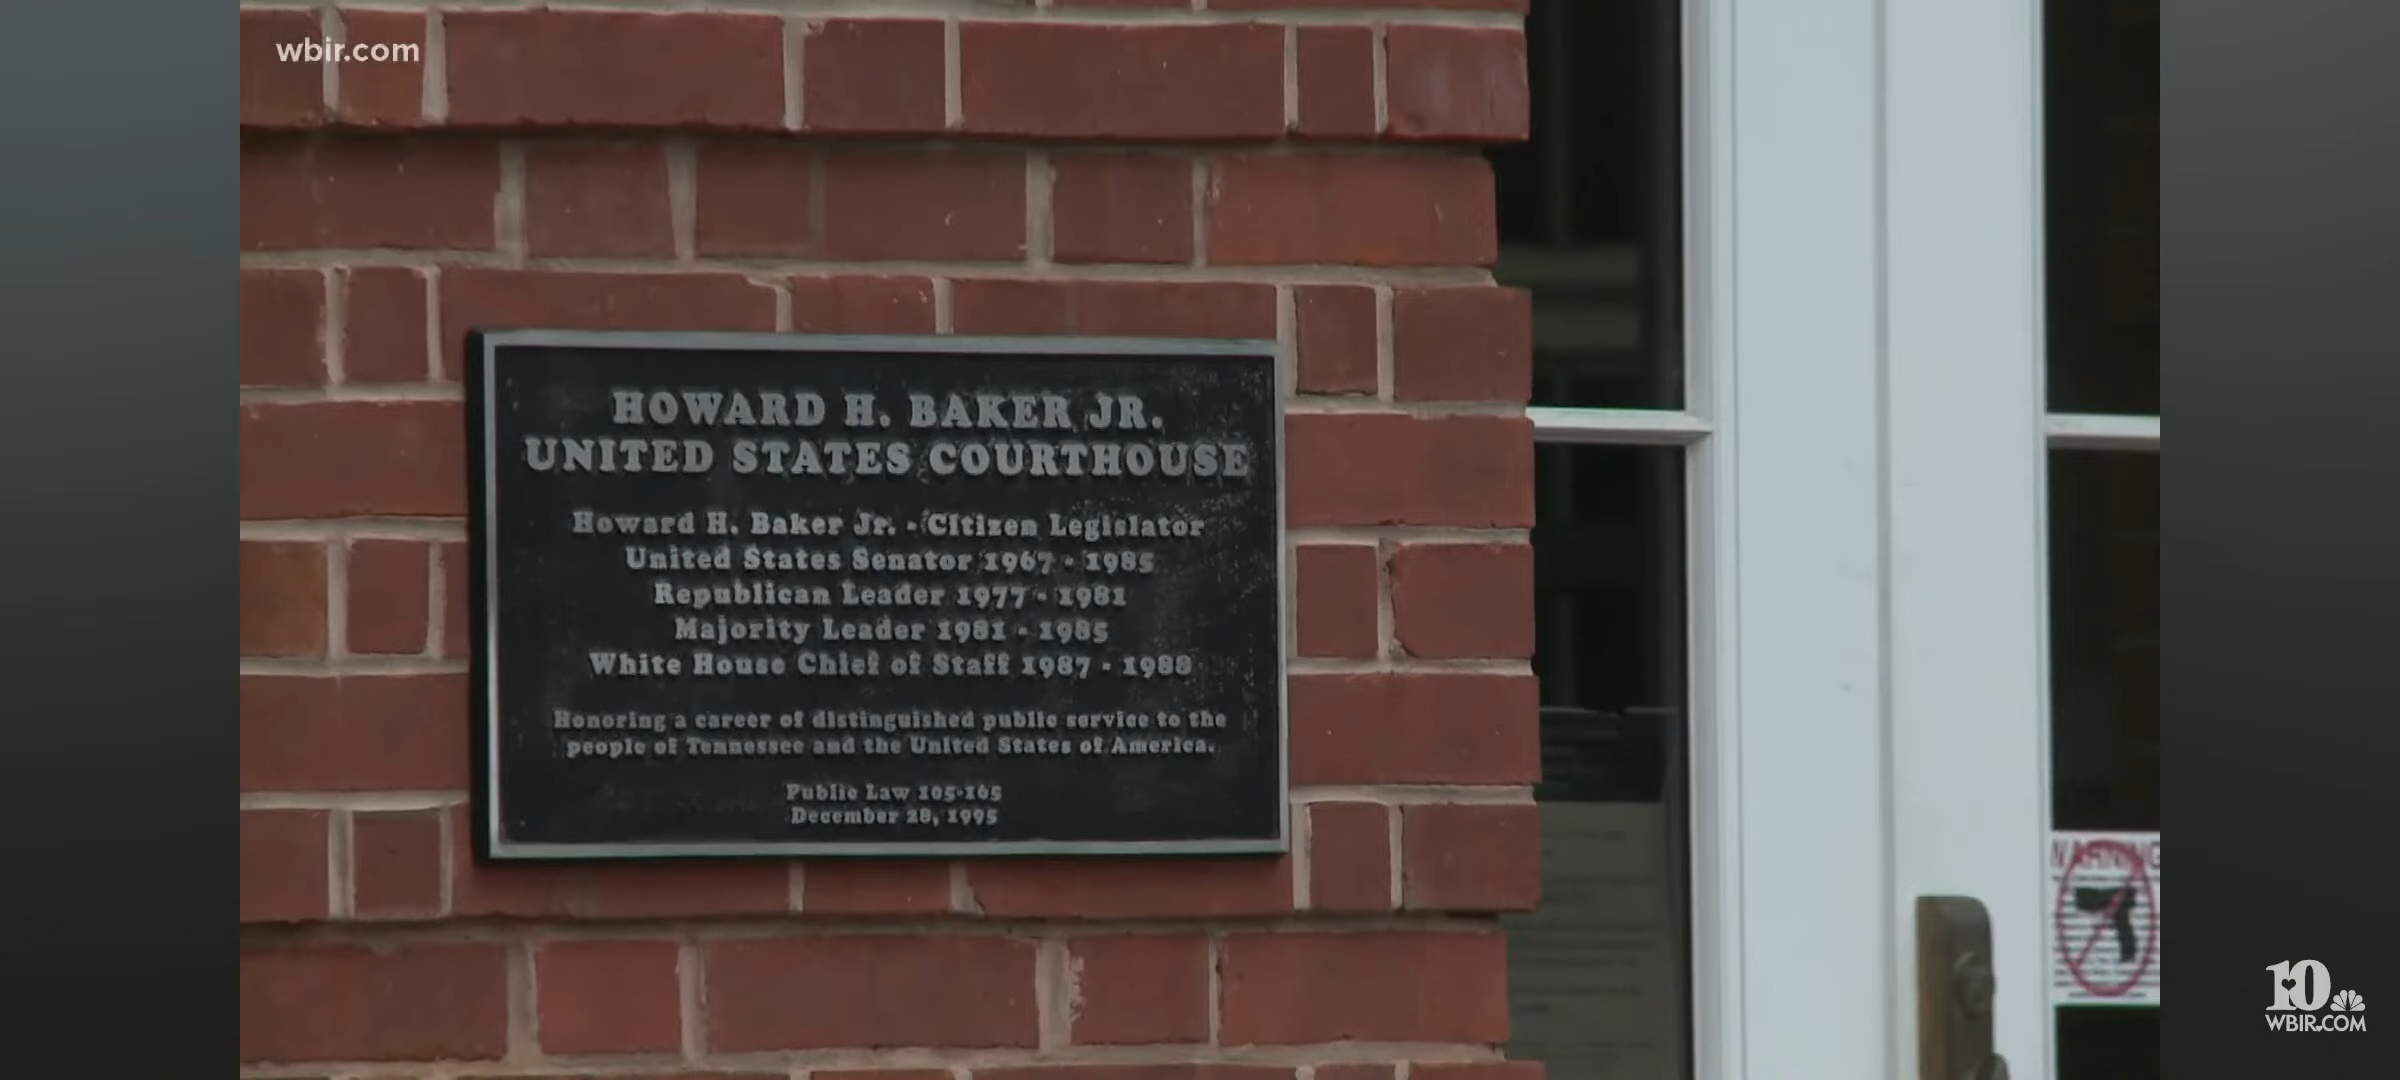 wbir.com
HOWARD H. BAKER JR.
UNITED STATES COURTHOUSE
Howard H. Baker Jr. - Citizen Legislator
United States Senator 1967 - 1985
Republican Leader 1977 - 1981
Majority Leader 1981 - 1985
White House Chief of Staff 1987 - 1988
Honoring a career of distinguished public service to the
people of Tennessee and the United States of America.
Public Law 105-165
December 28, 1995
WARNING
10
WBIR.COM